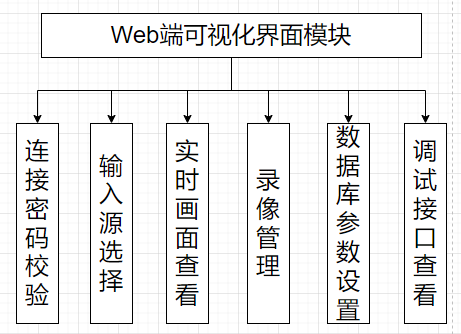 Web端可视化界面模块
连接密码校验
输入源选择
实时画面查看
录像管理
数据库参数设置
调试接口查看